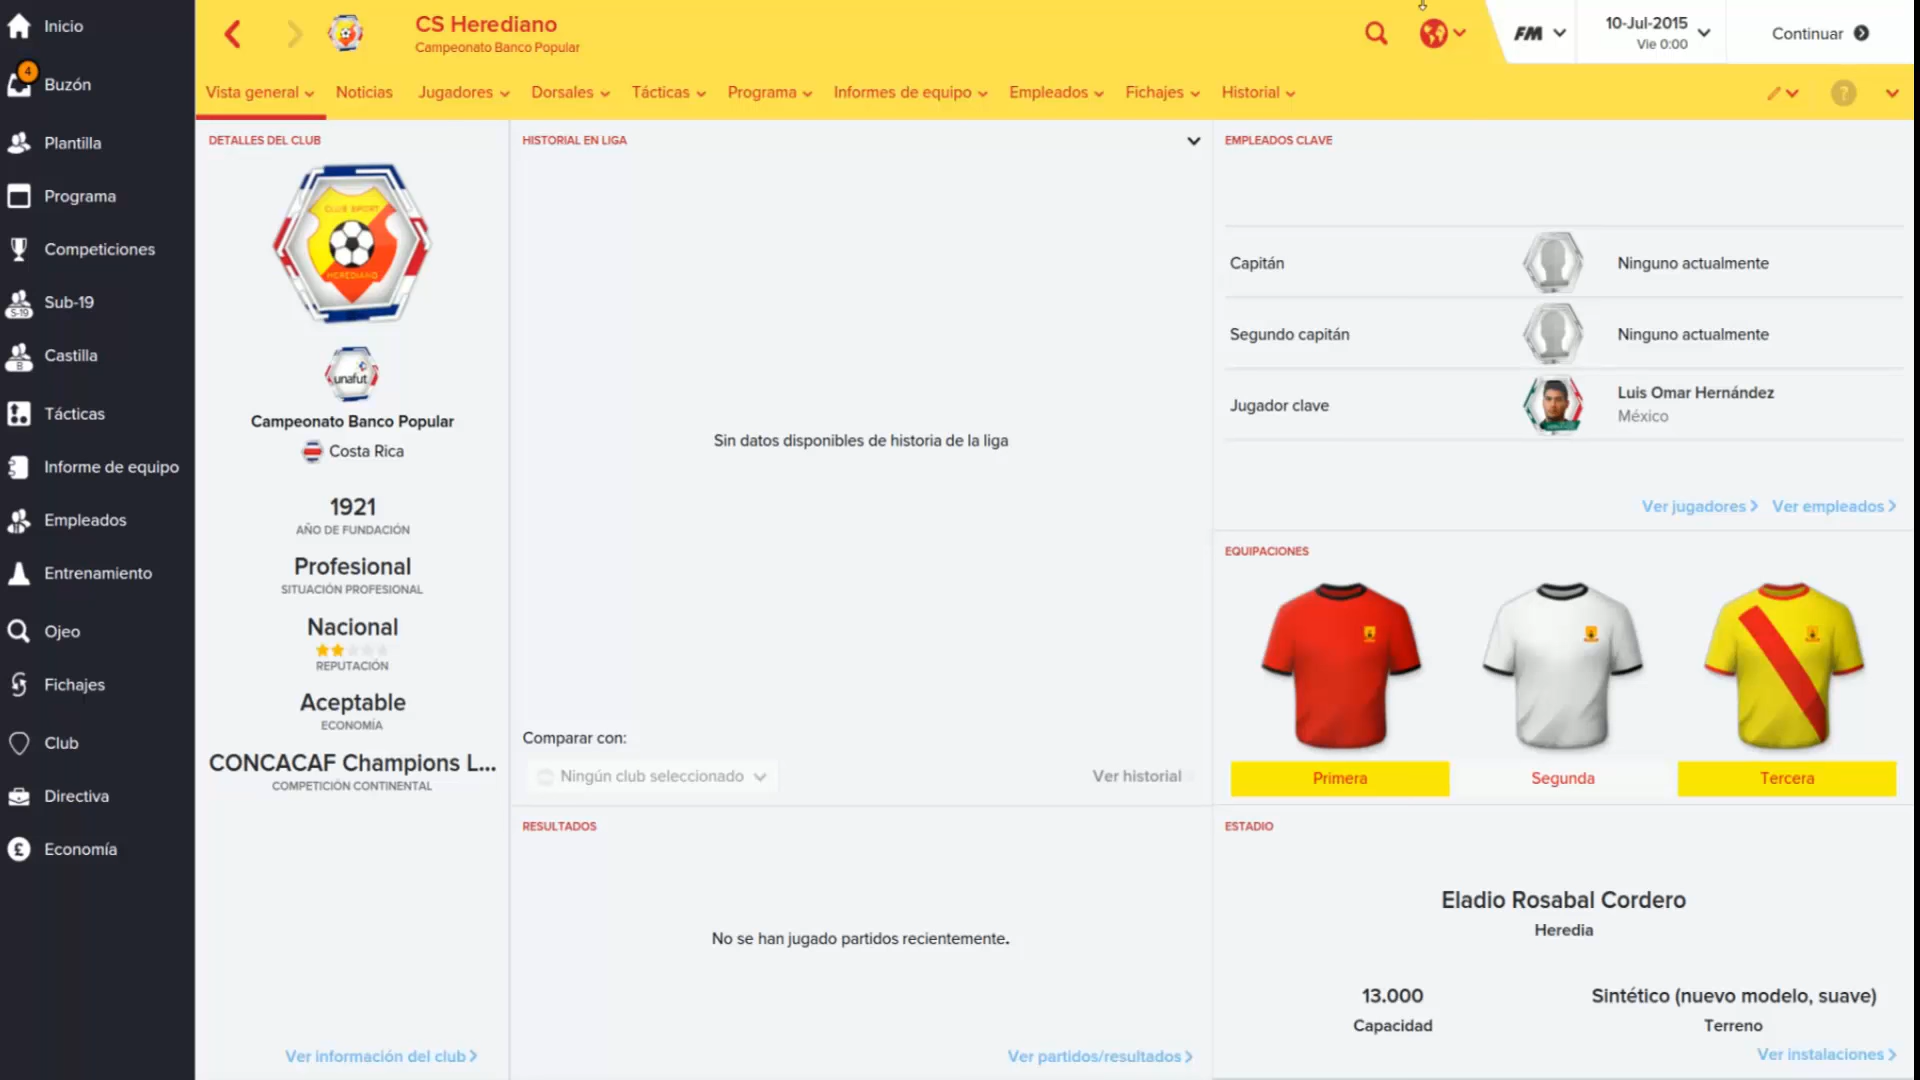 Inicio
4
Buzón
Plantilla
Programa
Competiciones
S-19
Sub-19
B
Castilla
Tácticas
Informe de equipo
Empleados
Entrenamiento
Ojeo
Fichajes
Club
Directiva
Economía
CS Herediano
Campeonato Banco Popular
FM
10-Jul-2015
Vie 0:00
Continuar
Vista general
Noticias
Jugadores
Dorsales
Tácticas
Programa
Informes de equipo
Empleados
Fichajes
Historial
?
DETALLES DEL CLUB
CLUB SPORT
HEREDIANO
unafut
Campeonato Banco Popular
Costa Rica
1921
AÑO DE FUNDACIÓN
Profesional
SITUACIÓN PROFESIONAL
Nacional
REPUTACIÓN
Aceptable
ECONOMÍA
CONCACAF Champions L...
COMPETICIÓN CONTINENTAL
Ver información del club
HISTORIAL EN LIGA
Sin datos disponibles de historia de la liga
Comparar con:
Ningún club seleccionado
Ver historial
RESULTADOS
No se han jugado partidos recientemente.
Ver partidos/resultados
EMPLEADOS CLAVE
Capitán
Ninguno actualmente
Segundo capitán
Ninguno actualmente
Jugador clave
Luis Omar Hernández
México
Ver jugadores
Ver empleados
EQUIPACIONES
Primera
Segunda
Tercera
ESTADIO
Eladio Rosabal Cordero
Heredia
13.000
Capacidad
Sintético (nuevo modelo, suave)
Terreno
Ver instalaciones